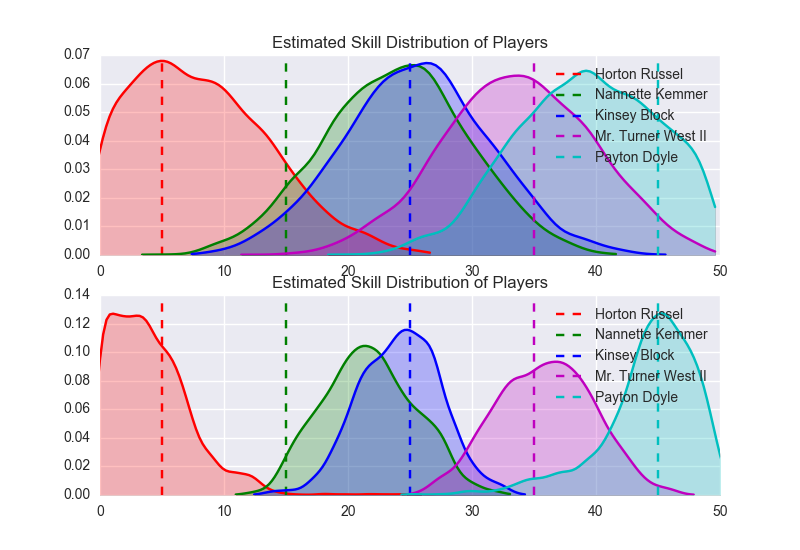 Estimated Skill Distribution of Players
0.07
0.06
0.05
0.04
0.03
0.02
0.01
0.00
Horton Russel
Nannette Kemmer
Kinsey Block
Mr. Turner West II
Payton Doyle
0 10 20 30 40 50
Estimated Skill Distribution of Players
0.14
0.12
0.10
0.08
0.06
0.04
0.02
0.00
Horton Russel
Nannette Kemmer
Kinsey Block
Mr. Turner West II
Payton Doyle
0 10 20 30 40 50